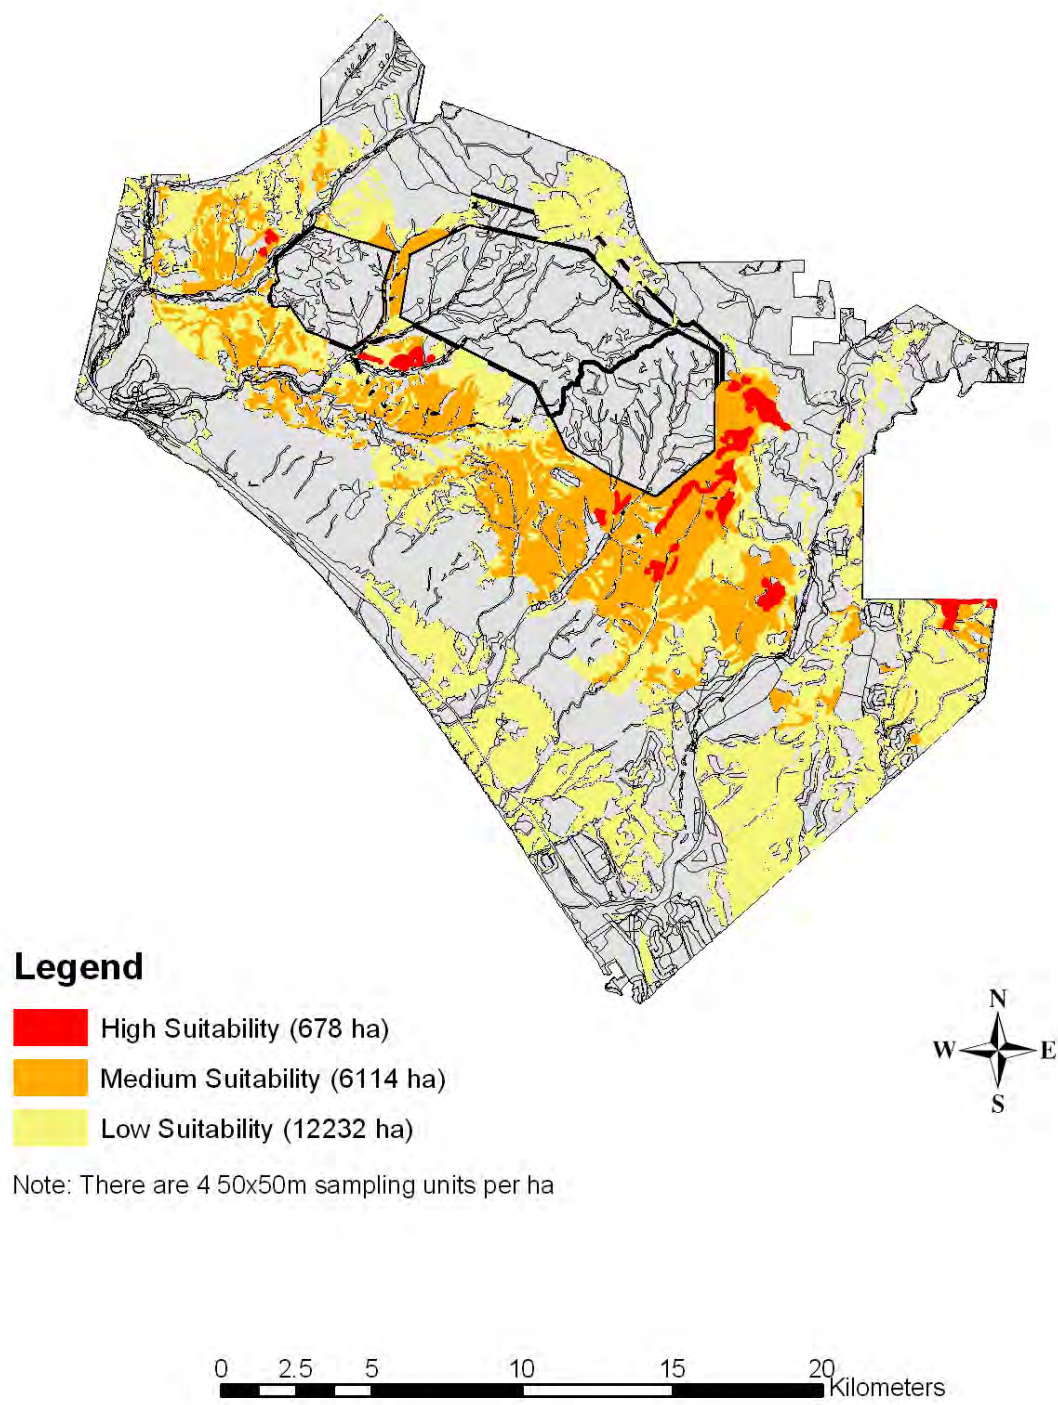 Legend
High Suitability (678 ha)
Medium Suitability (6114 ha)
Low Suitability (12232 ha)
Note: There are 4 50x50m sampling units per ha
N
W E
S
0 2.5 5 10 15 20
Kilometers